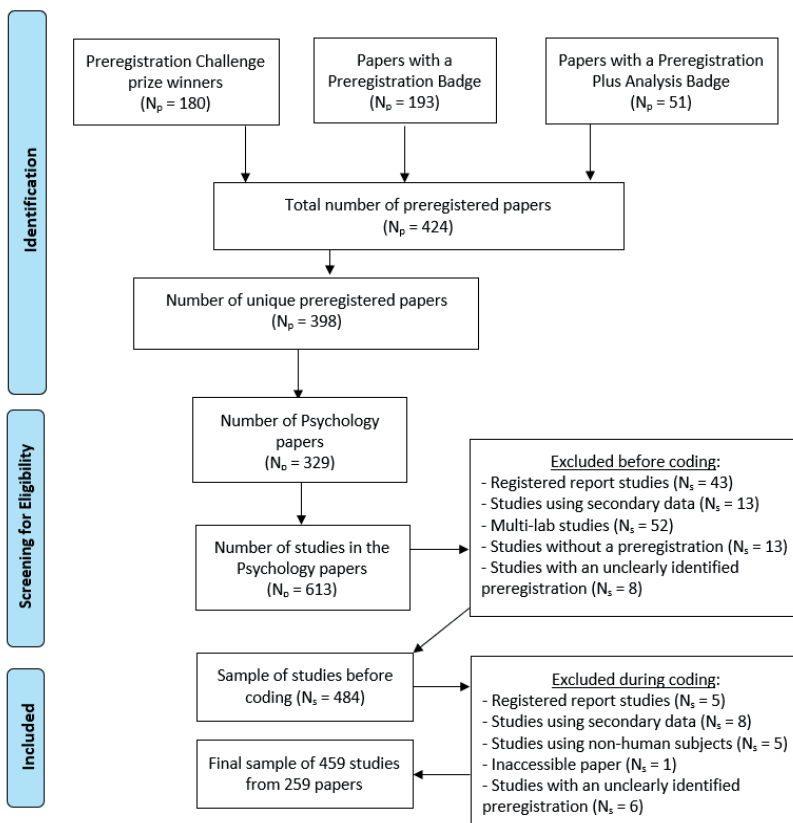 Identification
Preregistration Challenge
prize winners
(Nₚ = 180)
Papers with a
Preregistration Badge
(Nₚ = 193)
Papers with a Preregistration
Plus Analysis Badge
(Nₚ = 51)
Total number of preregistered papers
(Nₚ = 424)
Number of unique preregistered papers
(Nₚ = 398)
Screening for Eligibility
Number of Psychology
papers
(Nₚ = 329)
Number of studies in the
Psychology papers
(Nₚ = 613)
Excluded before coding:
- Registered report studies (Nₛ = 43)
- Studies using secondary data (Nₛ = 13)
- Multi-lab studies (Nₛ = 52)
- Studies without a preregistration (Nₛ = 13)
- Studies with an unclearly identified
preregistration (Nₛ = 8)
Included
Sample of studies before
coding (Nₛ = 484)
Excluded during coding:
- Registered report studies (Nₛ = 5)
- Studies using secondary data (Nₛ = 8)
- Studies using non-human subjects (Nₛ = 5)
- Inaccessible paper (Nₛ = 1)
- Studies with an unclearly identified
preregistration (Nₛ = 6)
Final sample of 459 studies
from 259 papers